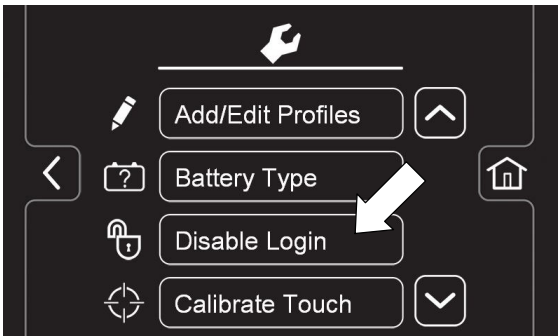 Add/Edit Profiles
Battery Type
Disable Login
Calibrate Touch